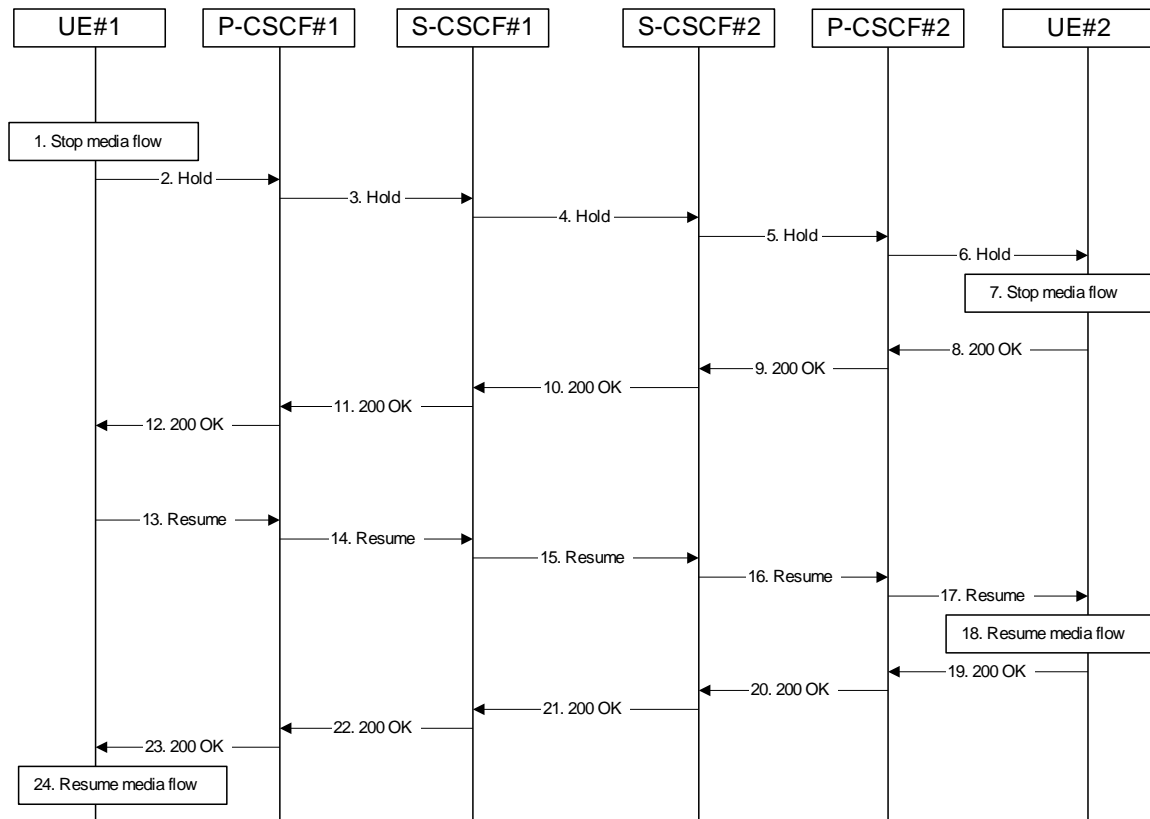 UE#1
P-CSCF#1
S-CSCF#1
S-CSCF#2
P-CSCF#2
UE#2
1. Stop media flow
2. Hold
3. Hold
4. Hold
5. Hold
6. Hold
7. Stop media flow
8. 200 OK
9. 200 OK
10. 200 OK
11. 200 OK
12. 200 OK
13. Resume
14. Resume
15. Resume
16. Resume
17. Resume
18. Resume media flow
19. 200 OK
20. 200 OK
21. 200 OK
22. 200 OK
23. 200 OK
24. Resume media flow